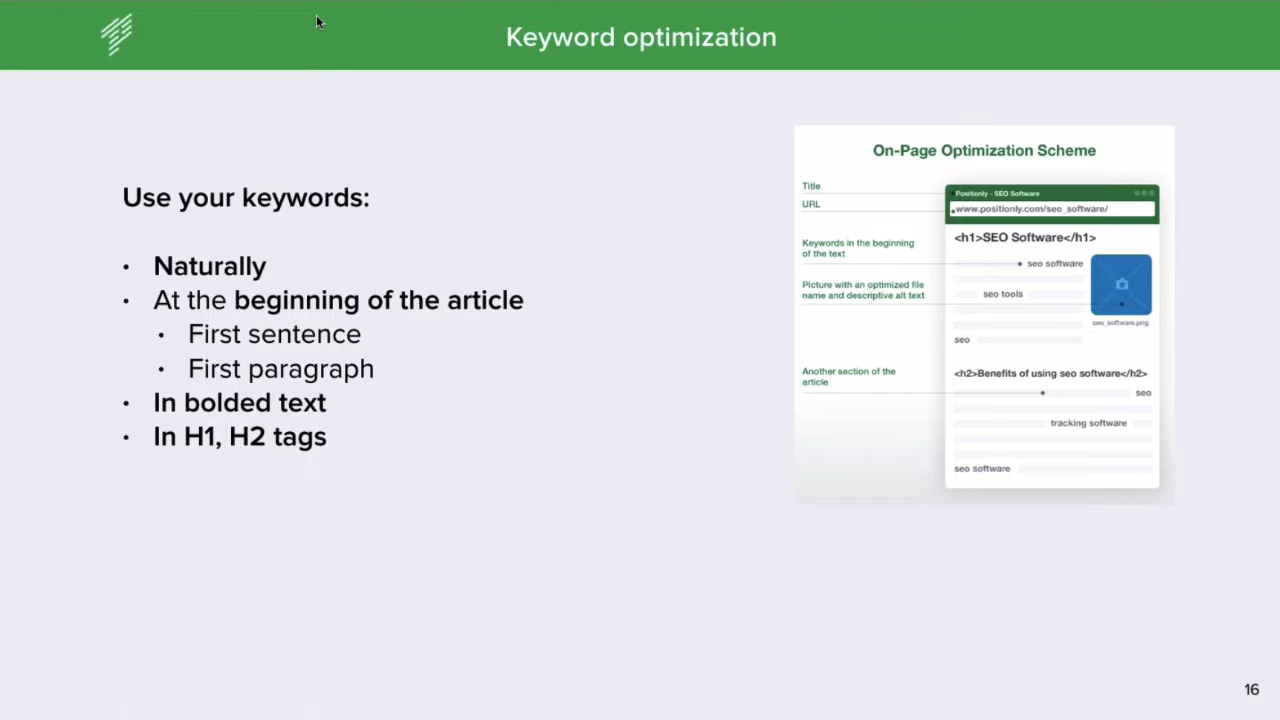 Keyword optimization
Use your keywords:
• Naturally
• At the beginning of the article
• First sentence
• First paragraph
• In bolded text
• In H1, H2 tags
On-Page Optimization Scheme
Title
URL
Keywords in the beginning
of the text
Picture with an optimized file
name and descriptive alt text
Another section of the
article
Positionly - SEO Software
www.positionly.com/seo_software/
<h1>SEO Software</h1>
seo software
seo tools
seo_software.png
seo
<h2>Benefits of using seo software</h2>
seo
tracking software
seo software
16